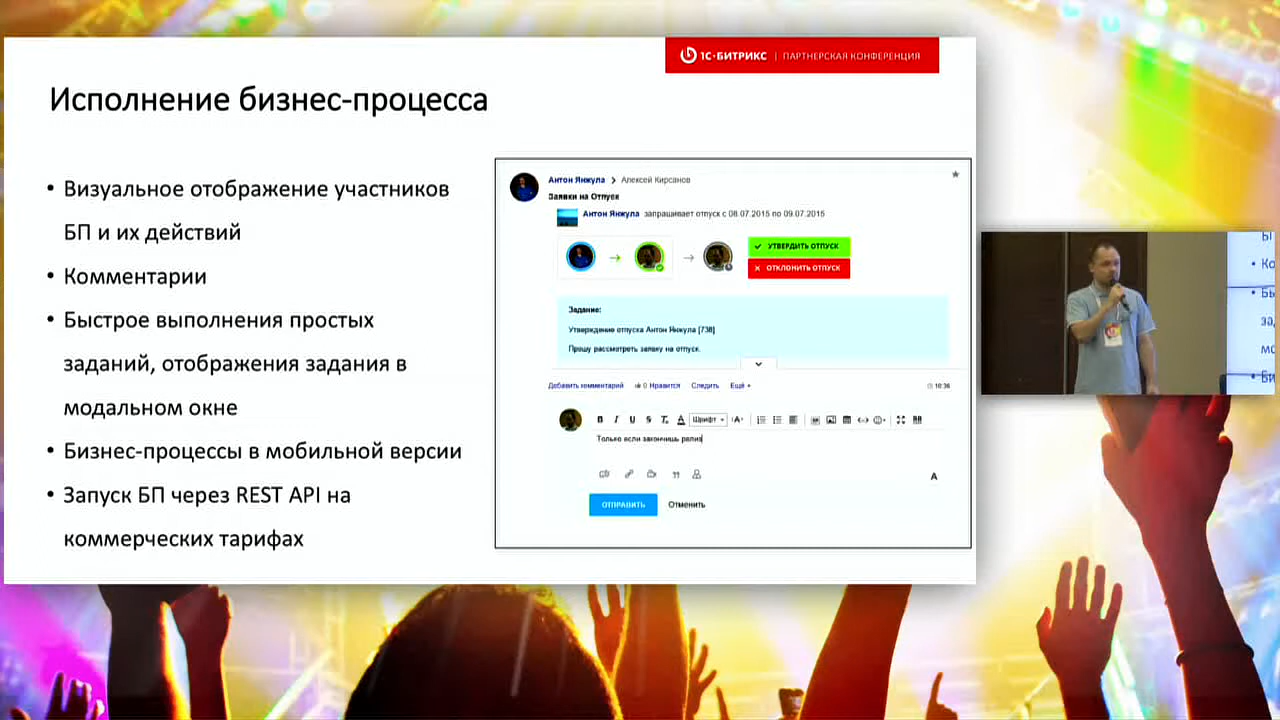 1С-БИТРИКС | ПАРТНЕРСКАЯ КОНФЕРЕНЦИЯ
Исполнение бизнес-процесса
• Визуальное отображение участников
БП и их действий
• Комментарии
• Быстрое выполнения простых
заданий, отображения задания в
модальном окне
• Бизнес-процессы в мобильной версии
• Запуск БП через REST API на
коммерческих тарифах
Антон Янжула > Алексей Кирсанов
Заявки на Отпуск
Антон Янжула запрашивает отпуск с 08.07.2015 по 09.07.2015
УТВЕРДИТЬ ОТПУСК
ОТКЛОНИТЬ ОТПУСК
Задание:
Утверждение отпуска Антон Янжула [738]
Прошу рассмотреть заявку на отпуск.
Добавить комментарий 0 Нравится Следить Ещё 10:36
B I U S Шрифт
Только если закончишь релиз
A
ОТПРАВИТЬ Отменить